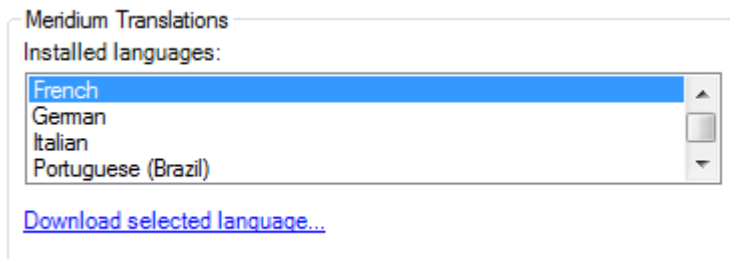 Meridium Translations
Installed languages:
French
German
Italian
Portuguese (Brazil)
Download selected language...